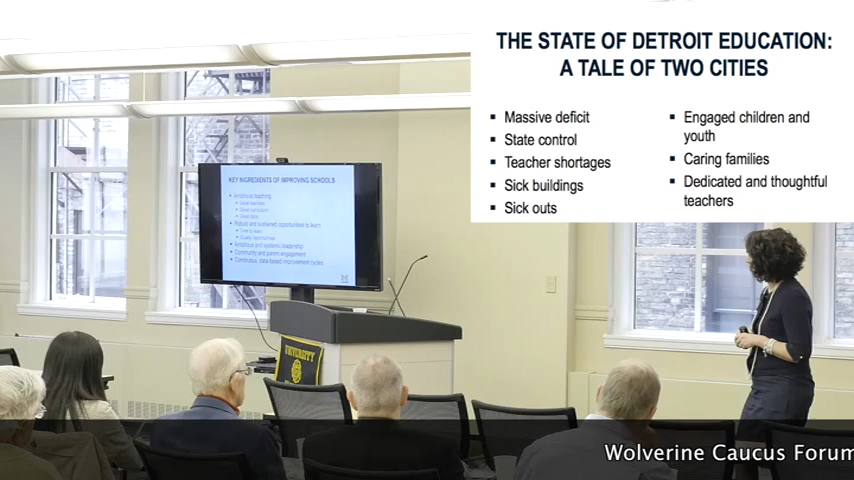 THE STATE OF DETROIT EDUCATION:
A TALE OF TWO CITIES
Massive deficit
State control
Teacher shortages
Sick buildings
Sick outs
Engaged children and
youth
Caring families
Dedicated and thoughtful
teachers
KEY INGREDIENTS OF IMPROVING SCHOOLS
Ambitious teaching
Robust and sustained opportunities to learn
Time to learn
Ambitious and systemic leadership
Community and parent engagement
Continuous, data-based improvement cycles
UNIVERSITY
Wolverine Caucus Forum